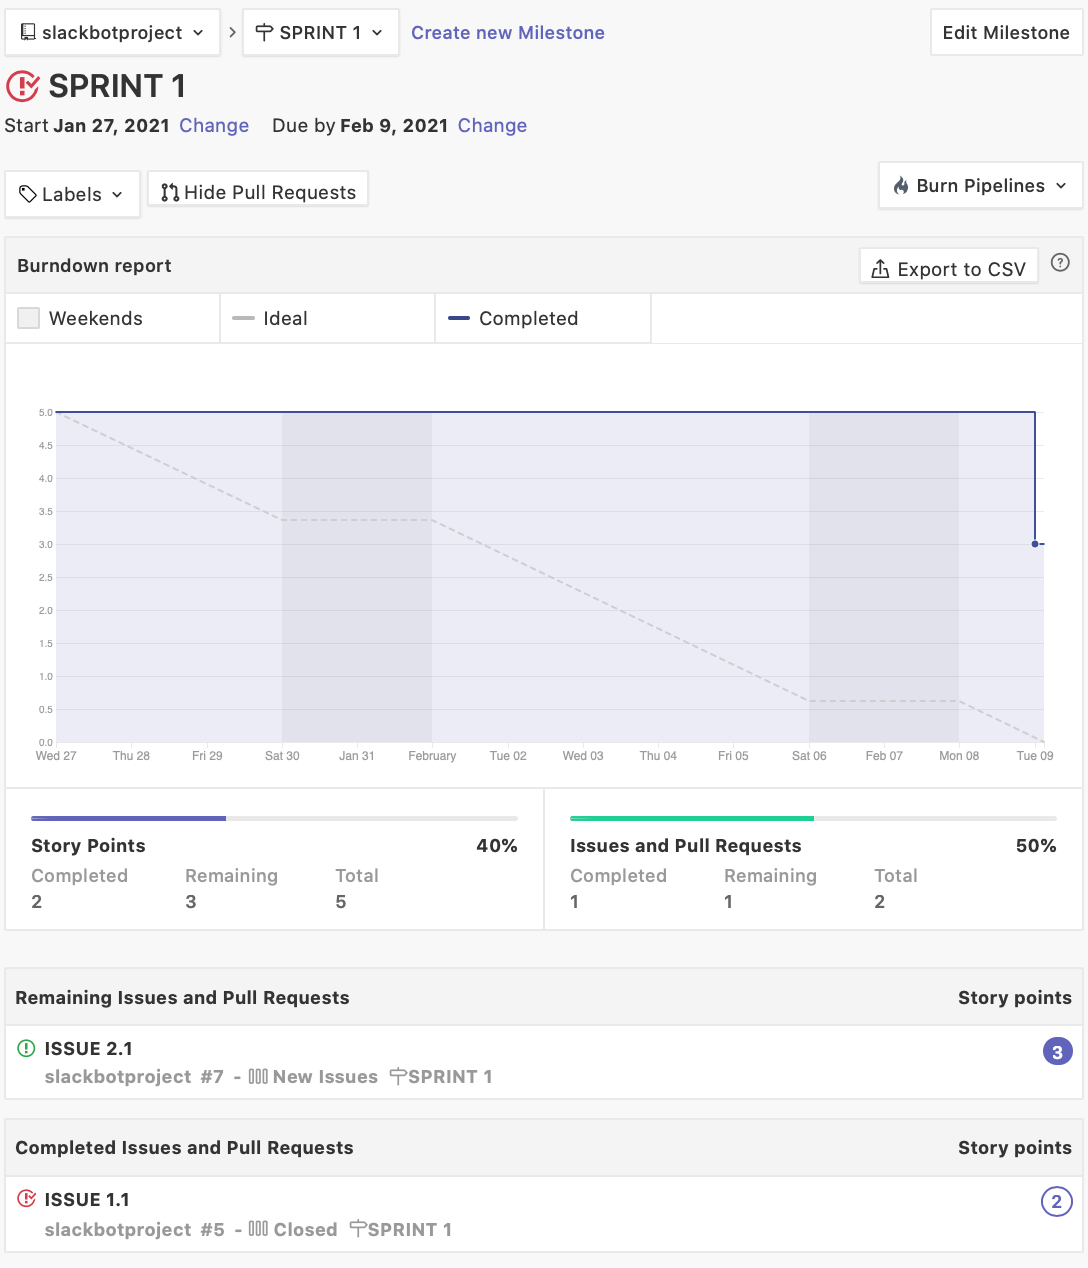 slackbotproject > SPRINT 1 Create new Milestone Edit Milestone
SPRINT 1
Start Jan 27, 2021 Change Due by Feb 9, 2021 Change
Labels Hide Pull Requests Burn Pipelines
Burndown report Export to CSV ?
Weekends Ideal Completed
5.0
4.5
4.0
3.5
3.0
2.5
2.0
1.5
1.0
0.5
0.0
Wed 27 Thu 28 Fri 29 Sat 30 Jan 31 February Tue 02 Wed 03 Thu 04 Fri 05 Sat 06 Feb 07 Mon 08 Tue 09
Story Points 40%
Completed Remaining Total
2 3 5
Issues and Pull Requests 50%
Completed Remaining Total
1 1 2
Remaining Issues and Pull Requests Story points
ISSUE 2.1 3
slackbotproject #7 - New Issues SPRINT 1
Completed Issues and Pull Requests Story points
ISSUE 1.1 2
slackbotproject #5 - Closed SPRINT 1